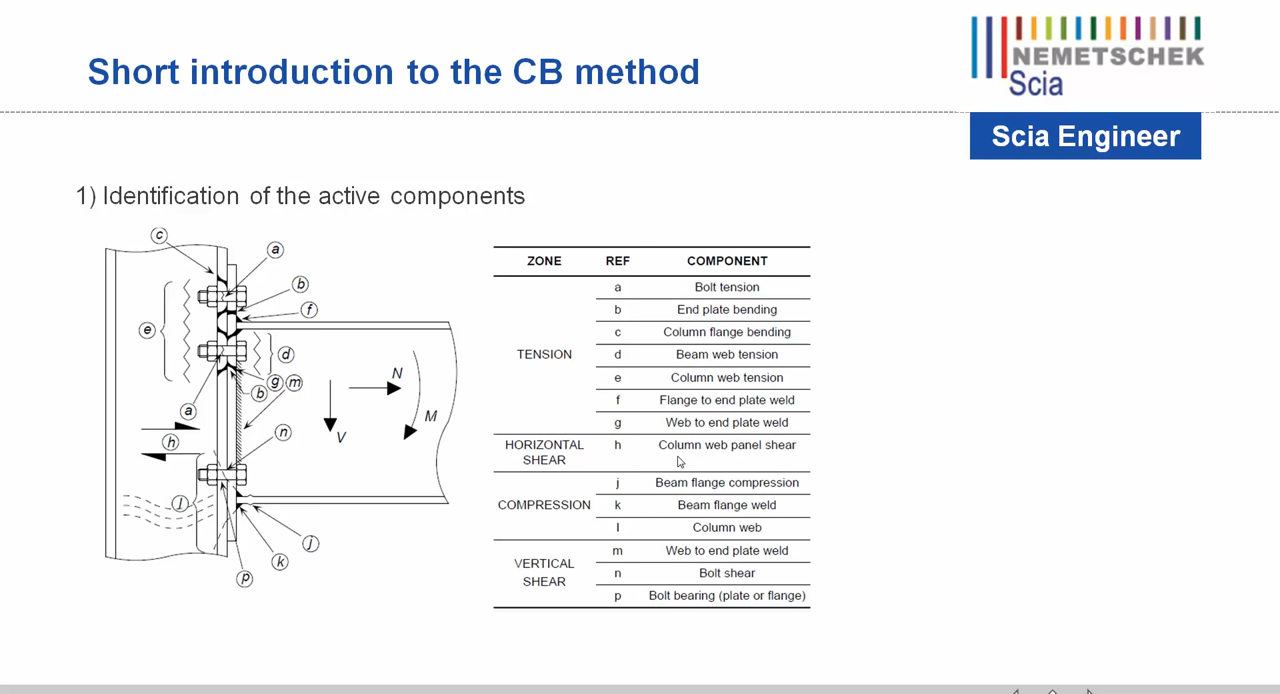 Short introduction to the CB method
NEMETSCHEK
Scia
Scia Engineer
1) Identification of the active components
c
a
b
f
e
d
g m
b
a
N
M
V
h
n
l
j
k
p
ZONE REF COMPONENT
TENSION
a Bolt tension
b End plate bending
c Column flange bending
d Beam web tension
e Column web tension
f Flange to end plate weld
g Web to end plate weld
HORIZONTAL
SHEAR
h Column web panel shear
COMPRESSION
j Beam flange compression
k Beam flange weld
l Column web
VERTICAL
SHEAR
m Web to end plate weld
n Bolt shear
p Bolt bearing (plate or flange)